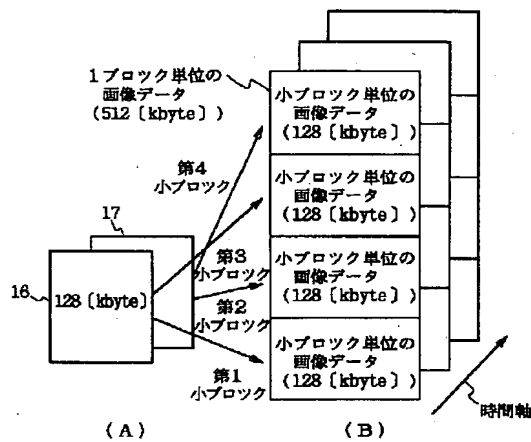 1ブロック単位の
画像データ
(512〔kbyte〕)
小ブロック単位の
画像データ
(128〔kbyte〕)
第4
小ブロック
小ブロック単位の
画像データ
(128〔kbyte〕)
17
16
128〔kbyte〕
第3
小ブロック
第2
小ブロック
小ブロック単位の
画像データ
(128〔kbyte〕)
第1
小ブロック
小ブロック単位の
画像データ
(128〔kbyte〕)
時間軸
(A)
(B)